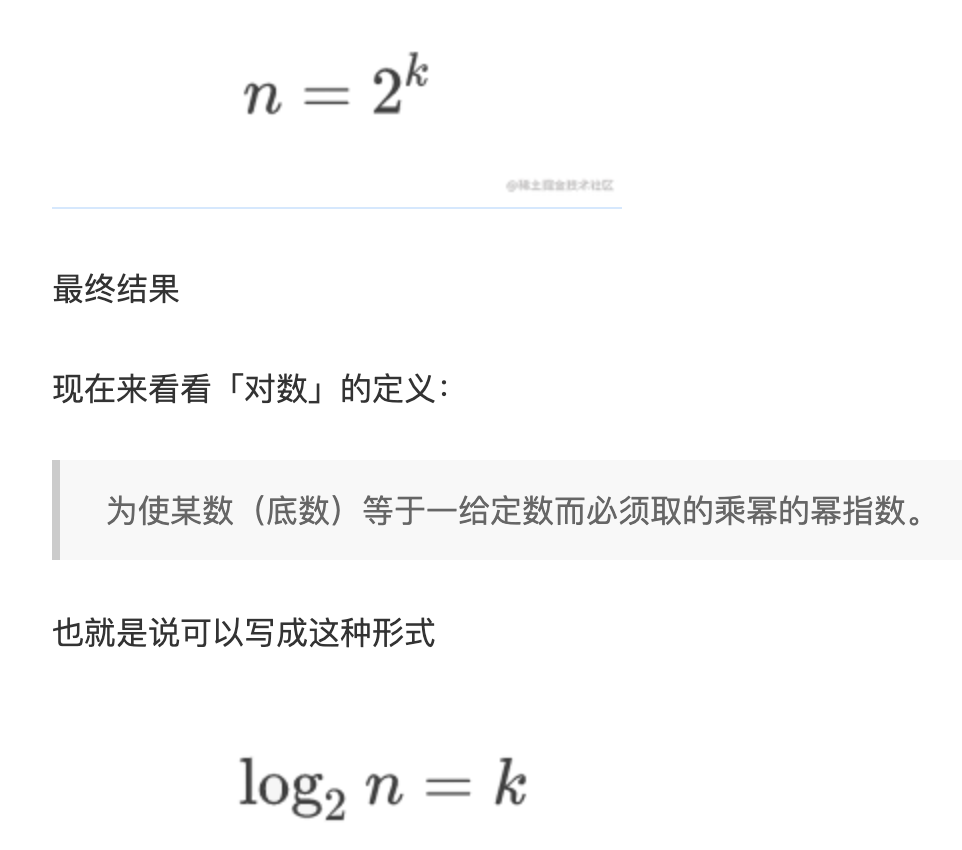 n = 2^k
@稀土掘金技术社区
最终结果
现在来看看「对数」的定义：
为使某数（底数）等于一给定数而必须取的乘幂的幂指数。
也就是说可以写成这种形式
log₂ n = k